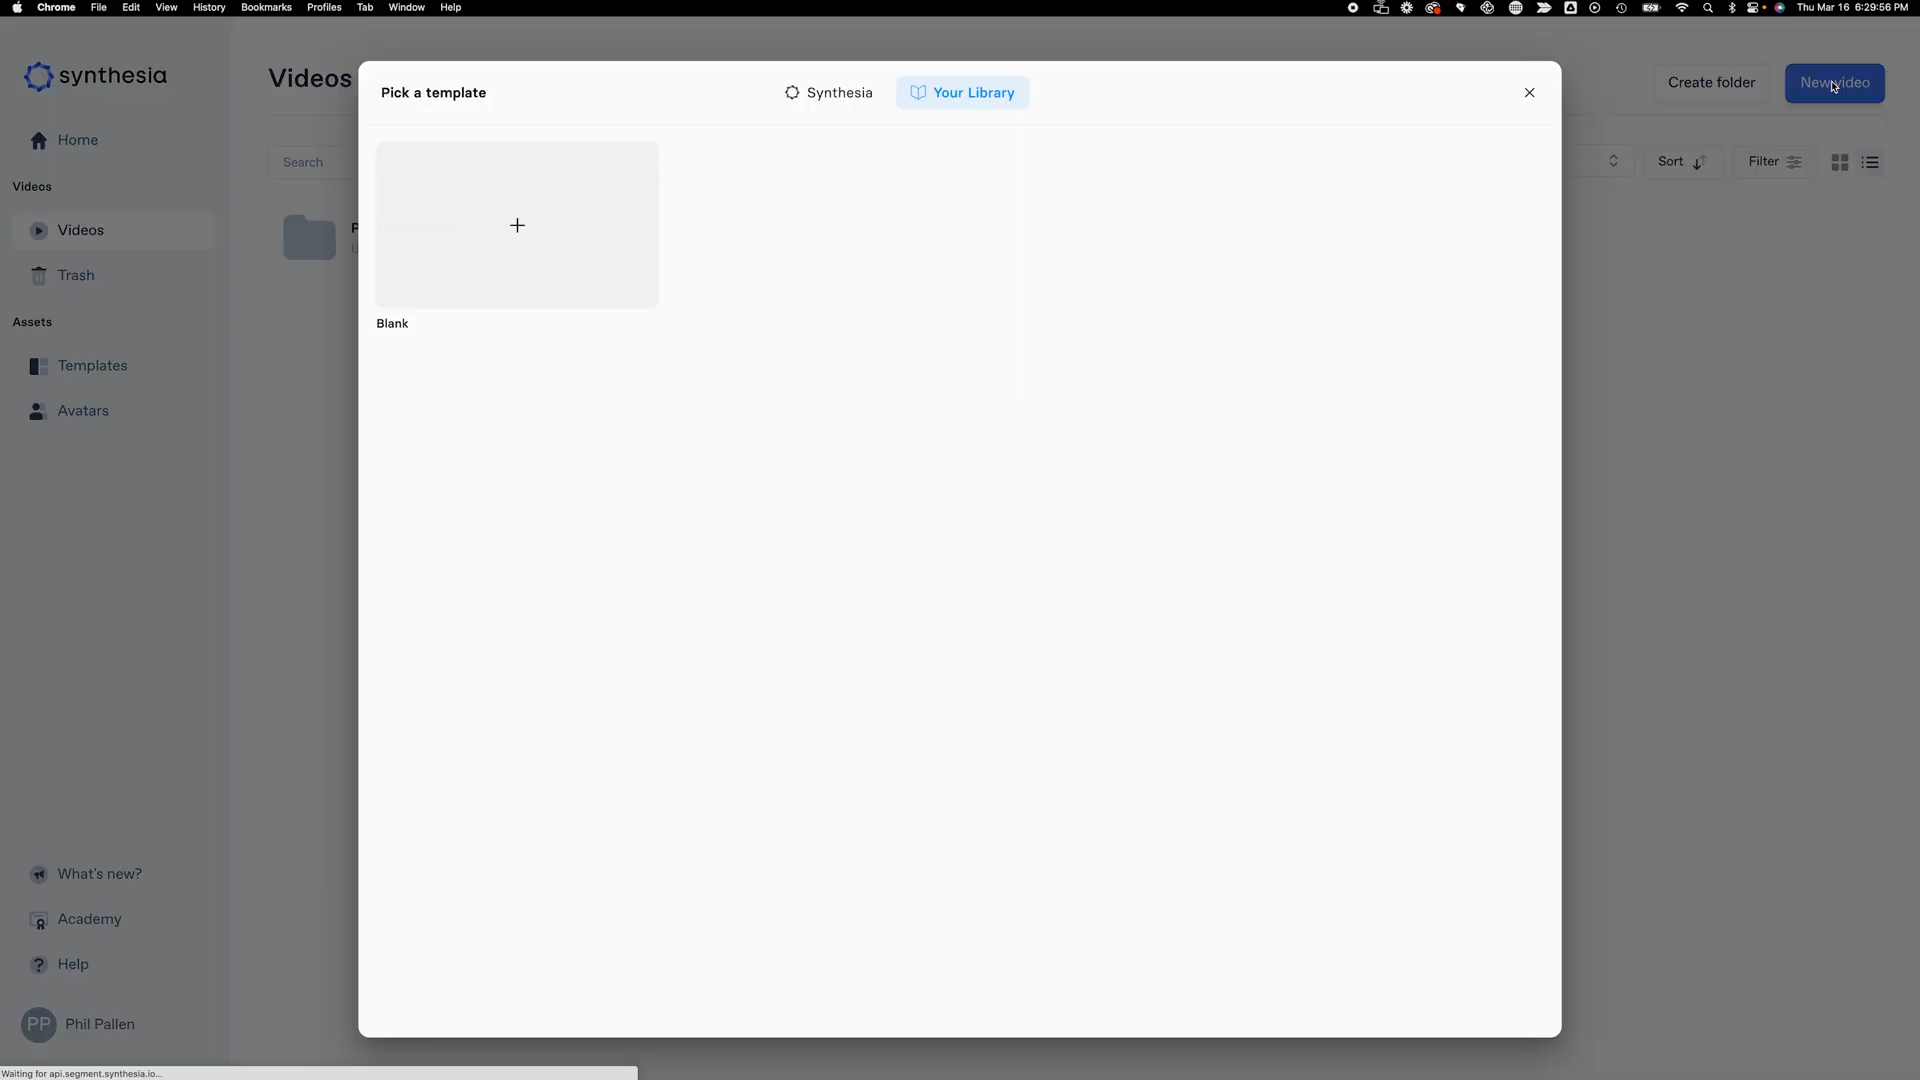 Chrome File Edit View History Bookmarks Profiles Tab Window Help
Thu Mar 16 6:29:56 PM
synthesia
Home
Videos
Videos
Trash
Assets
Templates
Avatars
What's new?
Academy
Help
PP Phil Pallen
Videos
Create folder
New video
Search
Sort
Filter
P
U
Pick a template
Synthesia
Your Library
Blank
Waiting for api.segment.synthesia.io...